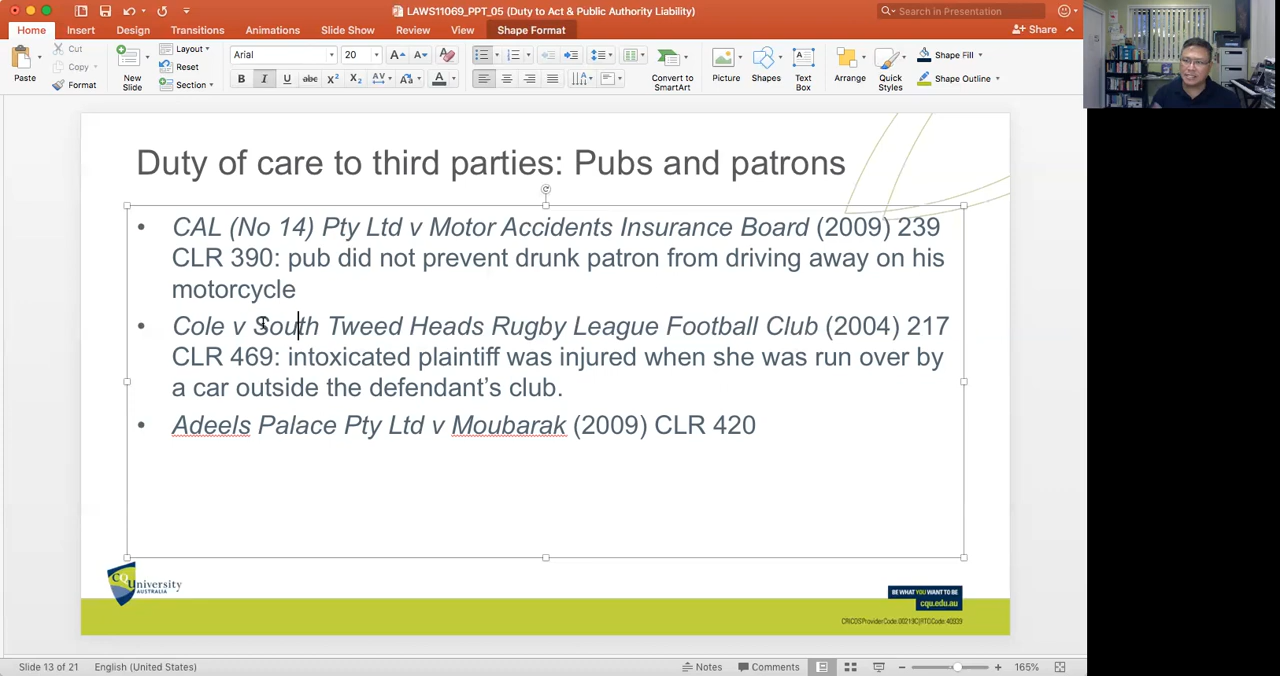 LAWS11069_PPT_05 (Duty to Act & Public Authority Liability)
Search in Presentation
Home Insert Design Transitions Animations Slide Show Review View Shape Format
Share
Paste
Cut
Copy
Format
New Slide
Layout
Reset
Section
Arial 20
B I U abc X² X₂ AV Aa A
Convert to SmartArt
Picture
Shapes
Text Box
Arrange
Quick Styles
Shape Fill
Shape Outline
Duty of care to third parties: Pubs and patrons
• CAL (No 14) Pty Ltd v Motor Accidents Insurance Board (2009) 239
CLR 390: pub did not prevent drunk patron from driving away on his
motorcycle
• Cole v South Tweed Heads Rugby League Football Club (2004) 217
CLR 469: intoxicated plaintiff was injured when she was run over by
a car outside the defendant’s club.
• Adeels Palace Pty Ltd v Moubarak (2009) CLR 420
CQUniversity
AUSTRALIA
BE WHAT YOU WANT TO BE
cqu.edu.au
Slide 13 of 21 English (United States) Notes Comments 165%